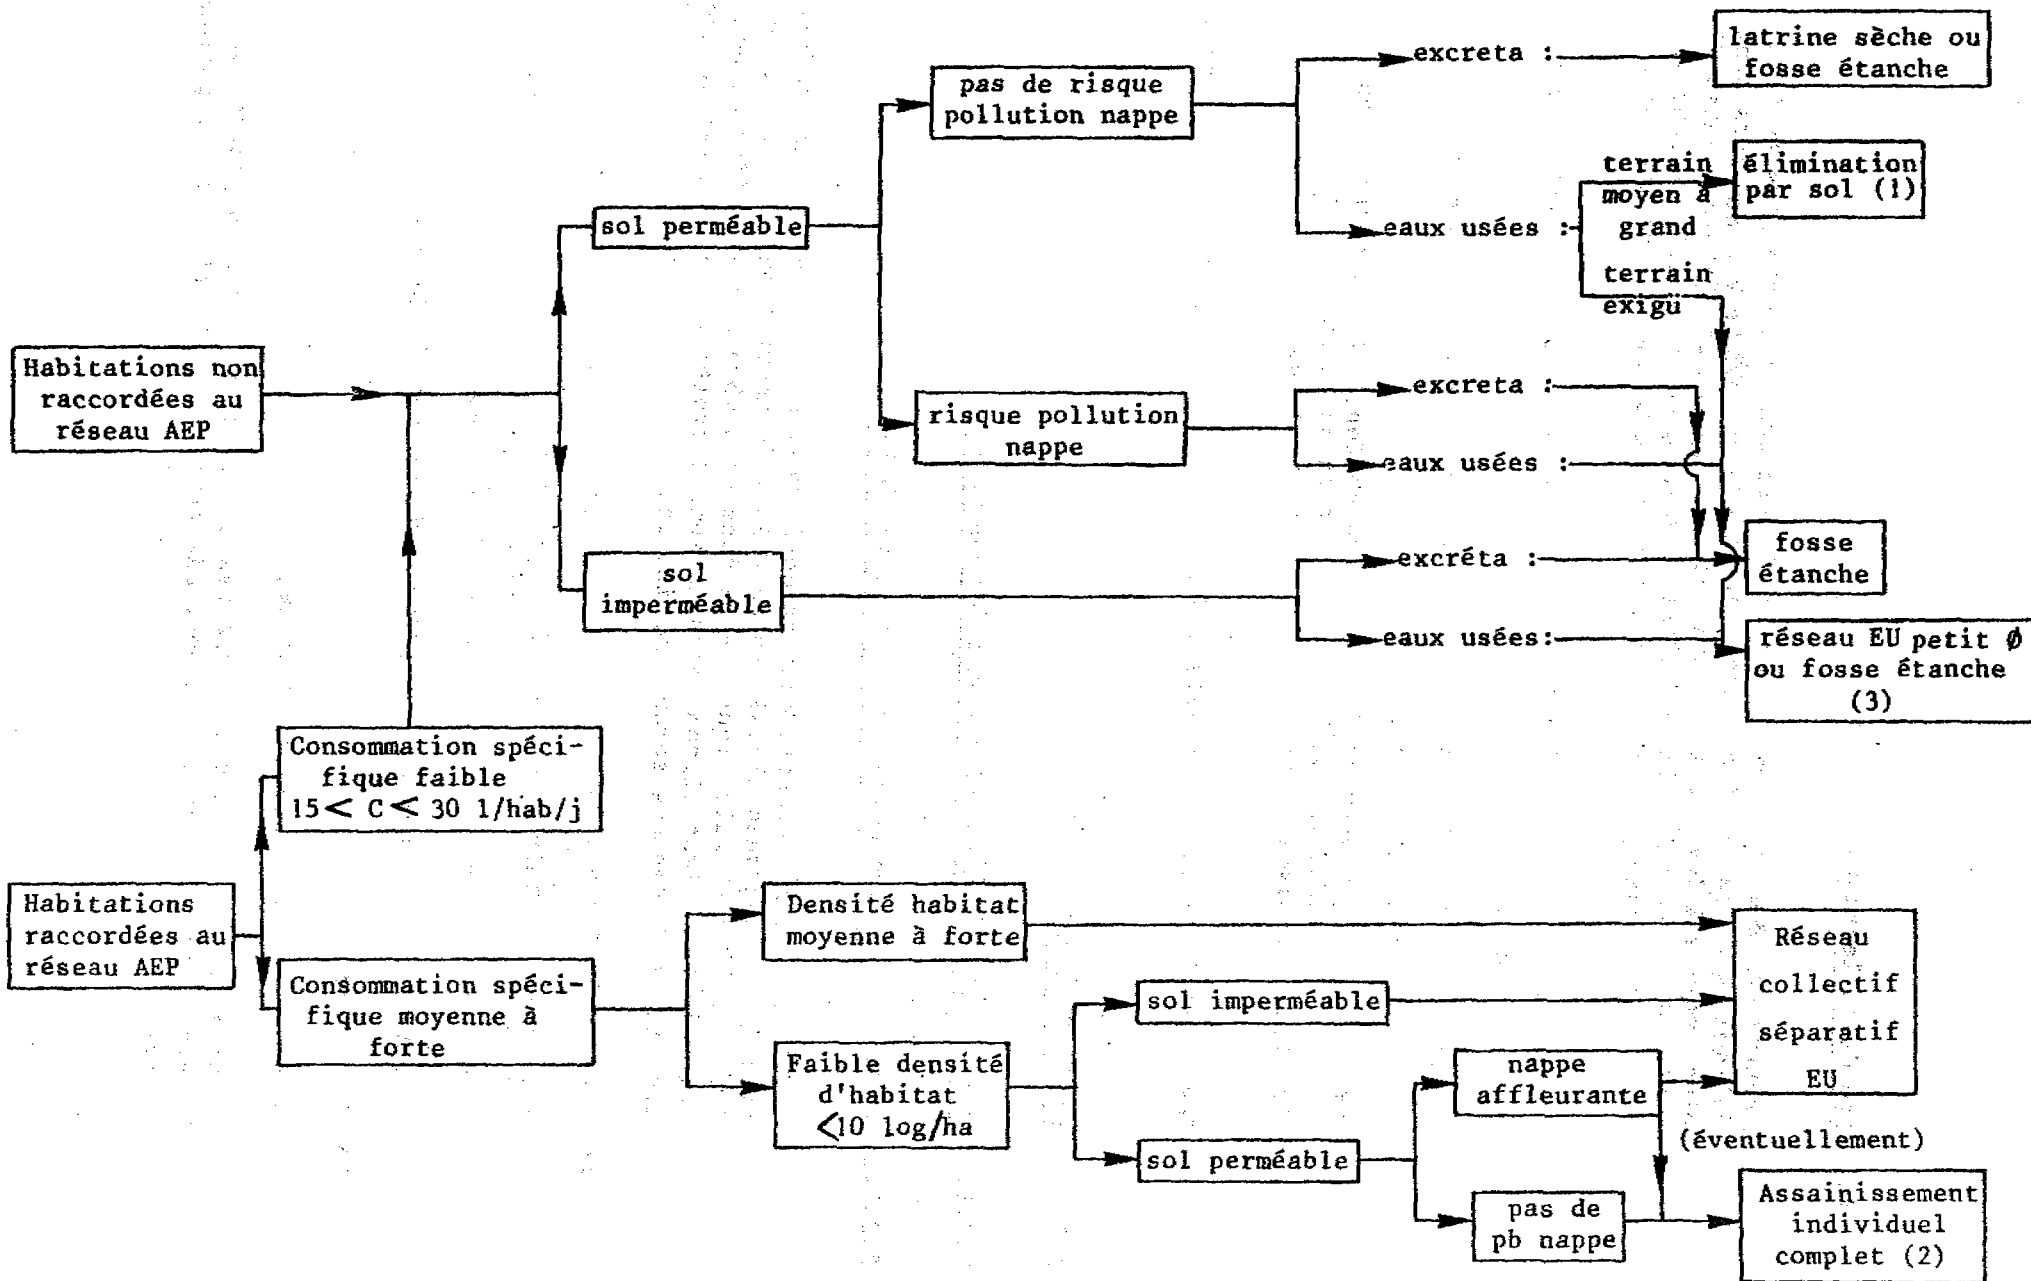 latrine sèche ou
fosse étanche
excreta :
pas de risque
pollution nappe
terrain
moyen à
grand
élimination
par sol (1)
sol perméable
eaux usées :
terrain
exigü
Habitations non
raccordées au
réseau AEP
excreta :
risque pollution
nappe
eaux usées :
fosse
étanche
excréta :
sol
imperméable
eaux usées:
réseau EU petit ø
ou fosse étanche
(3)
Consommation spéci-
fique faible
15 < C < 30 l/hab/j
Habitations
raccordées au
réseau AEP
Densité habitat
moyenne à forte
Réseau
collectif
séparatif
EU
Consommation spéci-
fique moyenne à
forte
sol imperméable
Faible densité
d'habitat
<10 log/ha
nappe
affleurante
(éventuellement)
sol perméable
pas de
pb nappe
Assainissement
individuel
complet (2)